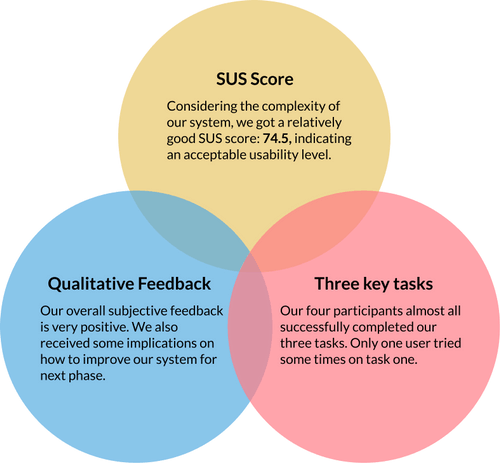 SUS Score
Considering the complexity of
our system, we got a relatively
good SUS score: 74.5, indicating
an acceptable usability level.
Qualitative Feedback
Our overall subjective feedback
is very positive. We also
received some implications on
how to improve our system for
next phase.
Three key tasks
Our four participants almost all
successfully completed our
three tasks. Only one user tried
some times on task one.